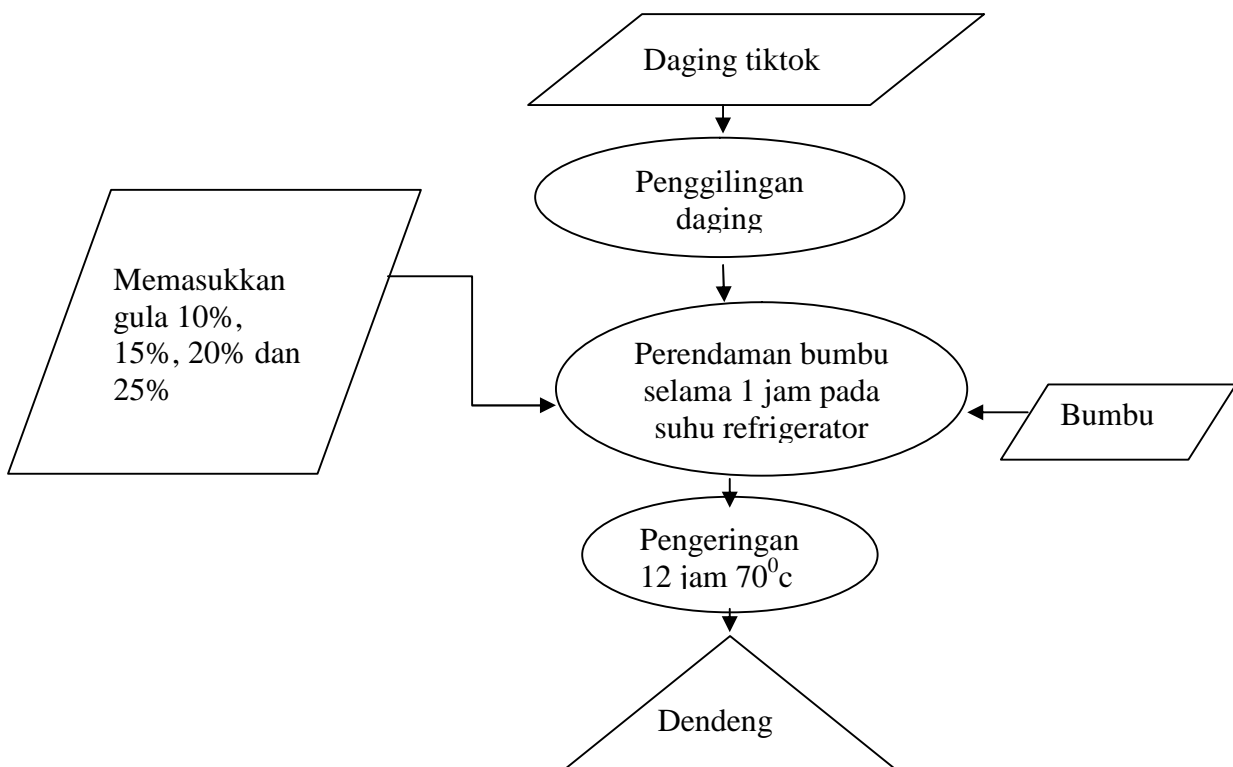 Daging tiktok
Penggilingan
daging
Memasukkan
gula 10%,
15%, 20% dan
25%
Perendaman bumbu
selama 1 jam pada
suhu refrigerator
Bumbu
Pengeringan
12 jam 70⁰c
Dendeng